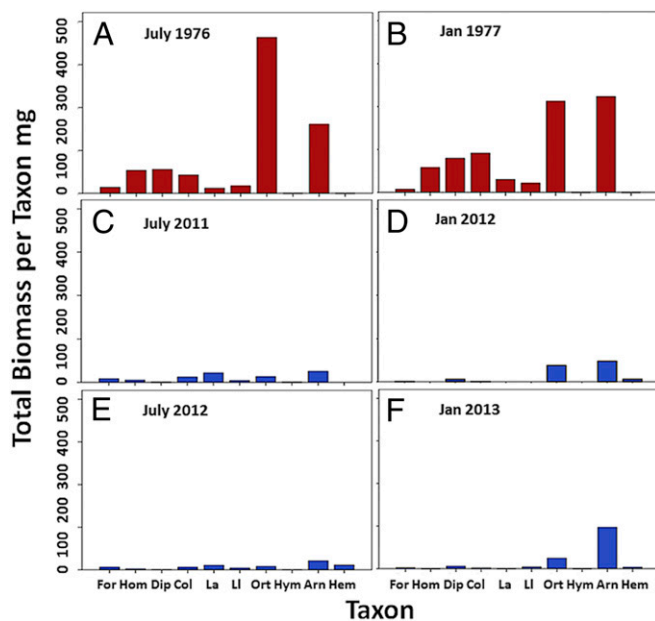 Total Biomass per Taxon mg
A
July 1976
0 100 200 300 400 500
B
Jan 1977
C
July 2011
0 100 200 300 400 500
D
Jan 2012
E
July 2012
0 100 200 300 400 500
F
Jan 2013
For Hom Dip Col La Ll Ort Hym Arn Hem
For Hom Dip Col La Ll Ort Hym Arn Hem
Taxon